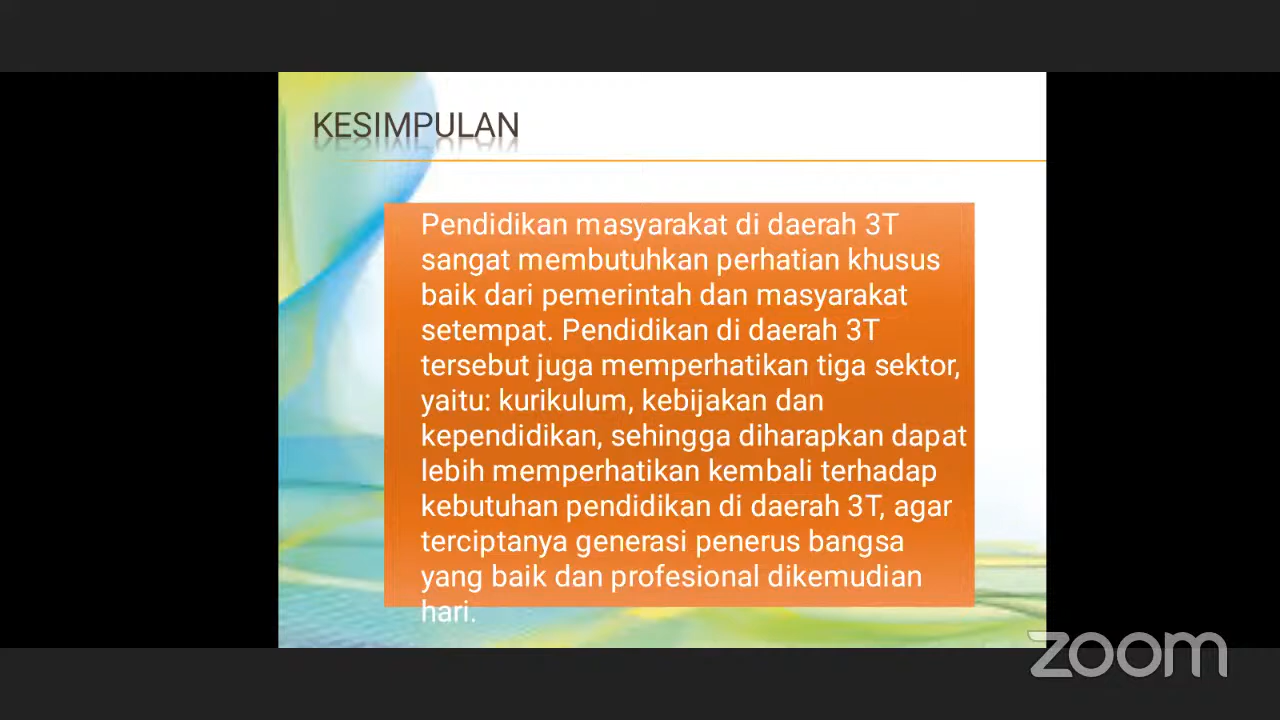 KESIMPULAN
Pendidikan masyarakat di daerah 3T
sangat membutuhkan perhatian khusus
baik dari pemerintah dan masyarakat
setempat. Pendidikan di daerah 3T
tersebut juga memperhatikan tiga sektor,
yaitu: kurikulum, kebijakan dan
kependidikan, sehingga diharapkan dapat
lebih memperhatikan kembali terhadap
kebutuhan pendidikan di daerah 3T, agar
terciptanya generasi penerus bangsa
yang baik dan profesional dikemudian
hari.
zoom